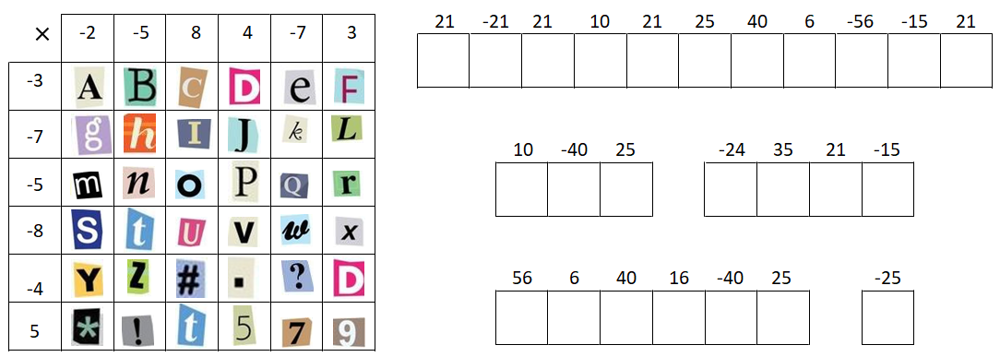 × -2 -5 8 4 -7 3
-3 A B C D e F
-7 g h I J k L
-5 m n o P Q r
-8 S t U v w x
-4 Y Z # . ? D
5 * ! t 5 7 9
21 -21 21 10 21 25 40 6 -56 -15 21
10 -40 25
-24 35 21 -15
56 6 40 16 -40 25
-25